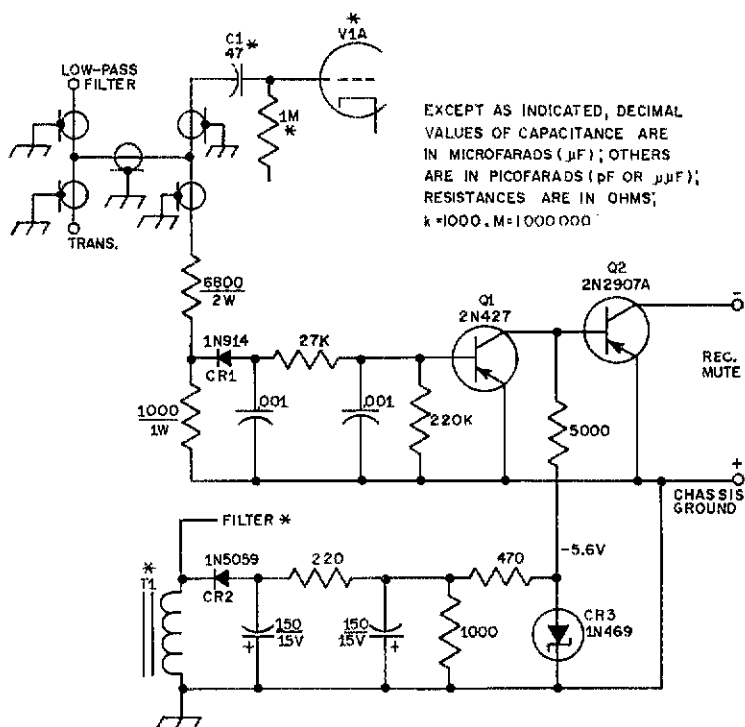 *
V1A
C1
47 *
LOW-PASS
FILTER
1M
*
EXCEPT AS INDICATED, DECIMAL
VALUES OF CAPACITANCE ARE
IN MICROFARADS (µF); OTHERS
ARE IN PICOFARADS (pF OR µµF);
RESISTANCES ARE IN OHMS;
k=1000. M=1000000
TRANS.
6800
2W
Q1
2N427
Q2
2N2907A
–
1N914
CR1
27K
REC.
MUTE
1000
1W
.001
.001
220K
5000
+
CHASSIS
GROUND
FILTER *
-5.6V
*
T1
1N5059
CR2
220
470
150
15V
+
150
15V
+
1000
CR3
1N469